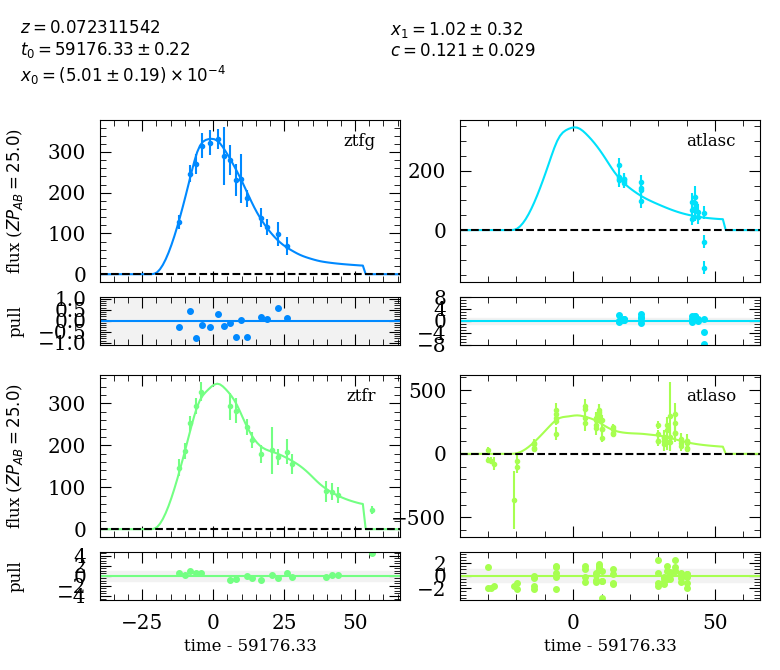 z = 0.072311542
t₀ = 59176.33 ± 0.22
x₀ = (5.01 ± 0.19) × 10⁻⁴
x₁ = 1.02 ± 0.32
c = 0.121 ± 0.029
ztfg
flux (ZP_AB = 25.0)
300
200
100
0
atlasc
200
0
pull
1.0
0.5
0.0
−0.5
−1.0
8
4
0
−4
−8
ztfr
flux (ZP_AB = 25.0)
300
200
100
0
atlaso
500
0
−500
pull
4
2
0
−2
−4
2
0
−2
−25 0 25 50
time - 59176.33
0 50
time - 59176.33